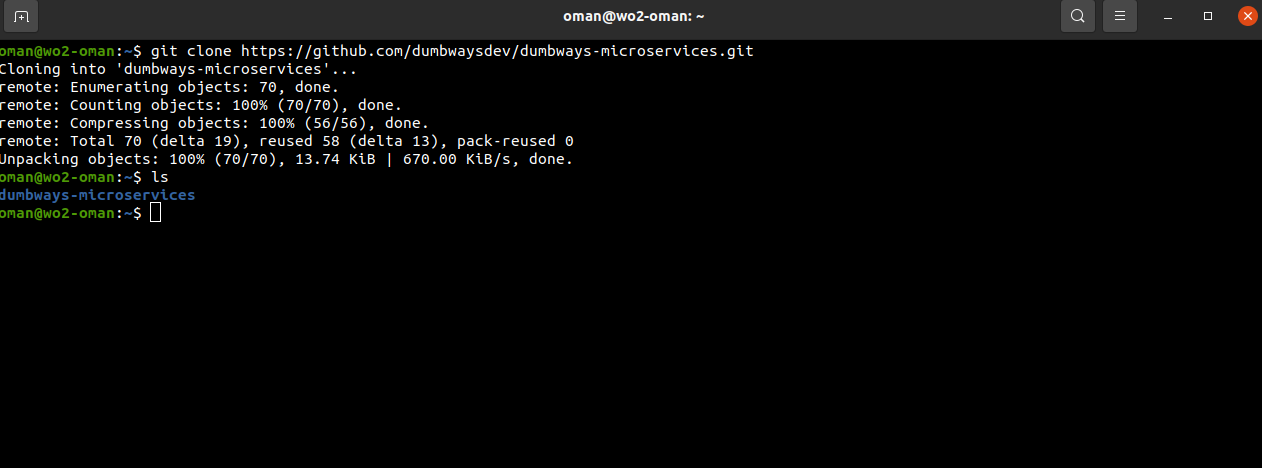 oman@wo2-oman: ~
oman@wo2-oman:~$ git clone https://github.com/dumbwaysdev/dumbways-microservices.git
Cloning into 'dumbways-microservices'...
remote: Enumerating objects: 70, done.
remote: Counting objects: 100% (70/70), done.
remote: Compressing objects: 100% (56/56), done.
remote: Total 70 (delta 19), reused 58 (delta 13), pack-reused 0
Unpacking objects: 100% (70/70), 13.74 KiB | 670.00 KiB/s, done.
oman@wo2-oman:~$ ls
dumbways-microservices
oman@wo2-oman:~$